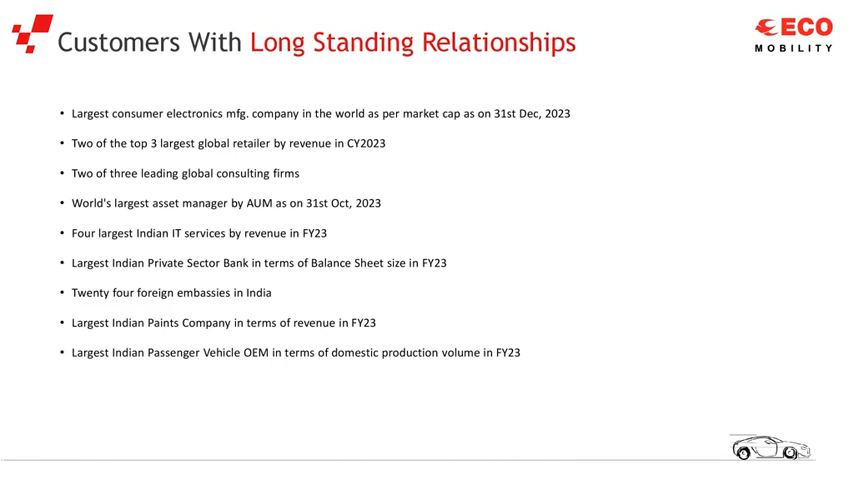 Customers With Long Standing Relationships
ECO
MOBILITY
• Largest consumer electronics mfg. company in the world as per market cap as on 31st Dec, 2023
• Two of the top 3 largest global retailer by revenue in CY2023
• Two of three leading global consulting firms
• World's largest asset manager by AUM as on 31st Oct, 2023
• Four largest Indian IT services by revenue in FY23
• Largest Indian Private Sector Bank in terms of Balance Sheet size in FY23
• Twenty four foreign embassies in India
• Largest Indian Paints Company in terms of revenue in FY23
• Largest Indian Passenger Vehicle OEM in terms of domestic production volume in FY23